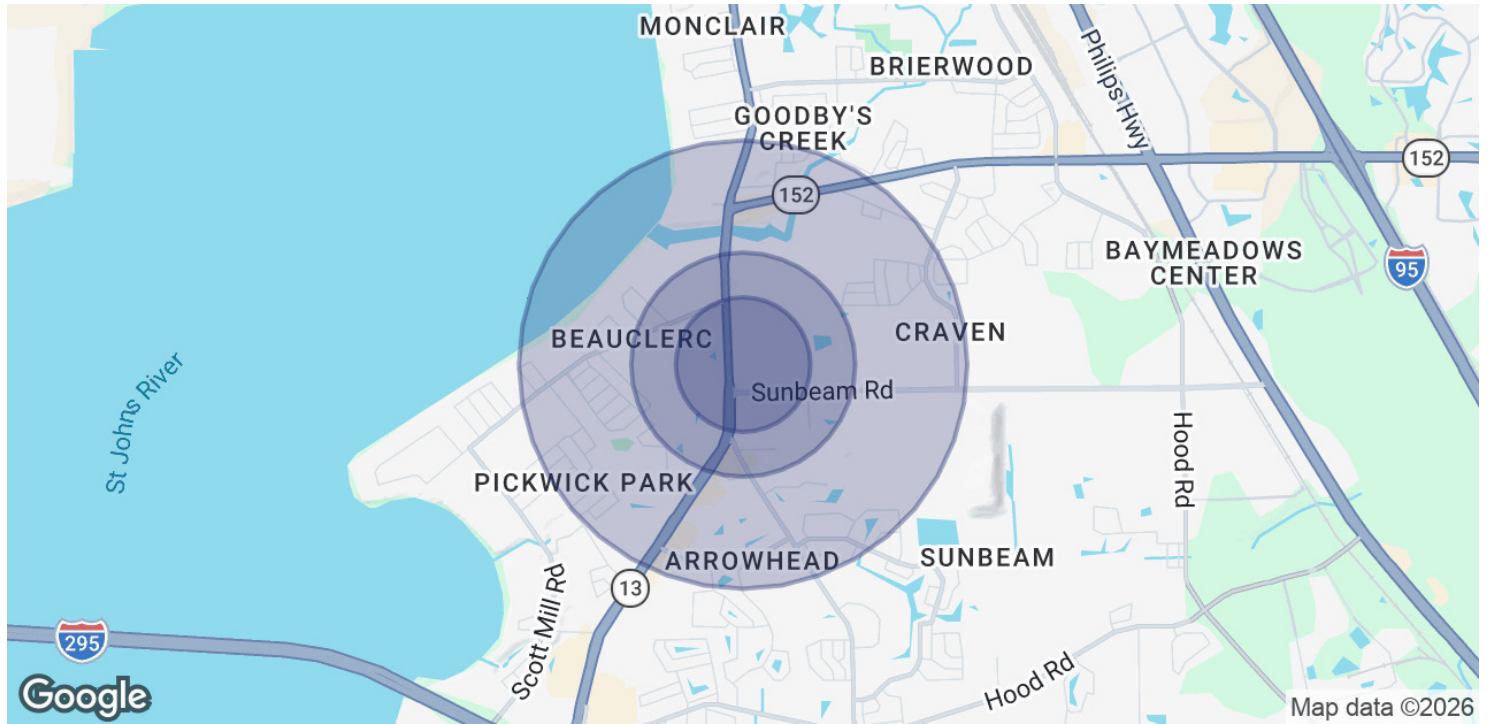 MONCLAIR
BRIERWOOD
Philips Hwy
GOODBY'S
CREEK
152
152
BAYMEADOWS
CENTER
95
BEAUCLERC
CRAVEN
Sunbeam Rd
St Johns River
Hood Rd
PICKWICK PARK
ARROWHEAD
SUNBEAM
13
Scott Mill Rd
295
Hood Rd
Google
Map data ©2026